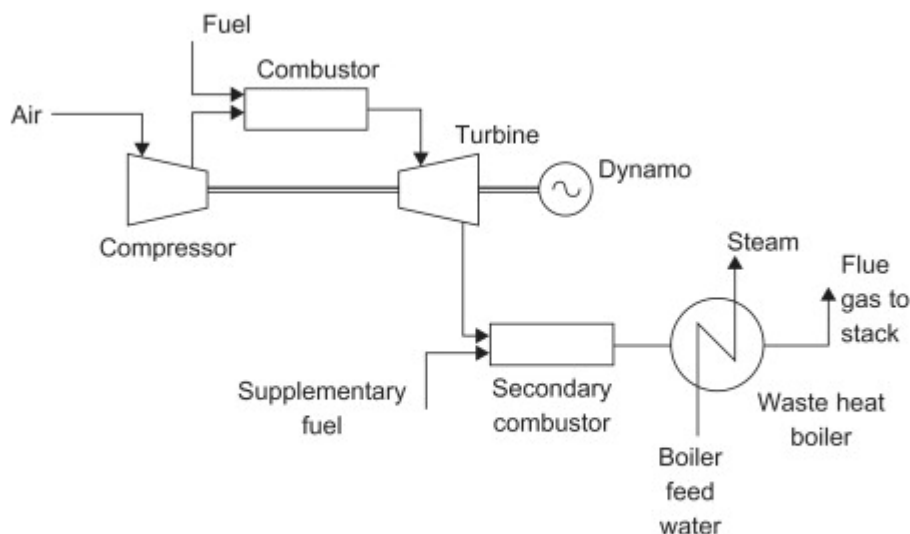 Fuel
Combustor
Air
Turbine
Dynamo
Compressor
Steam
Flue
gas to
stack
Supplementary
fuel
Secondary
combustor
Waste heat
boiler
Boiler
feed
water